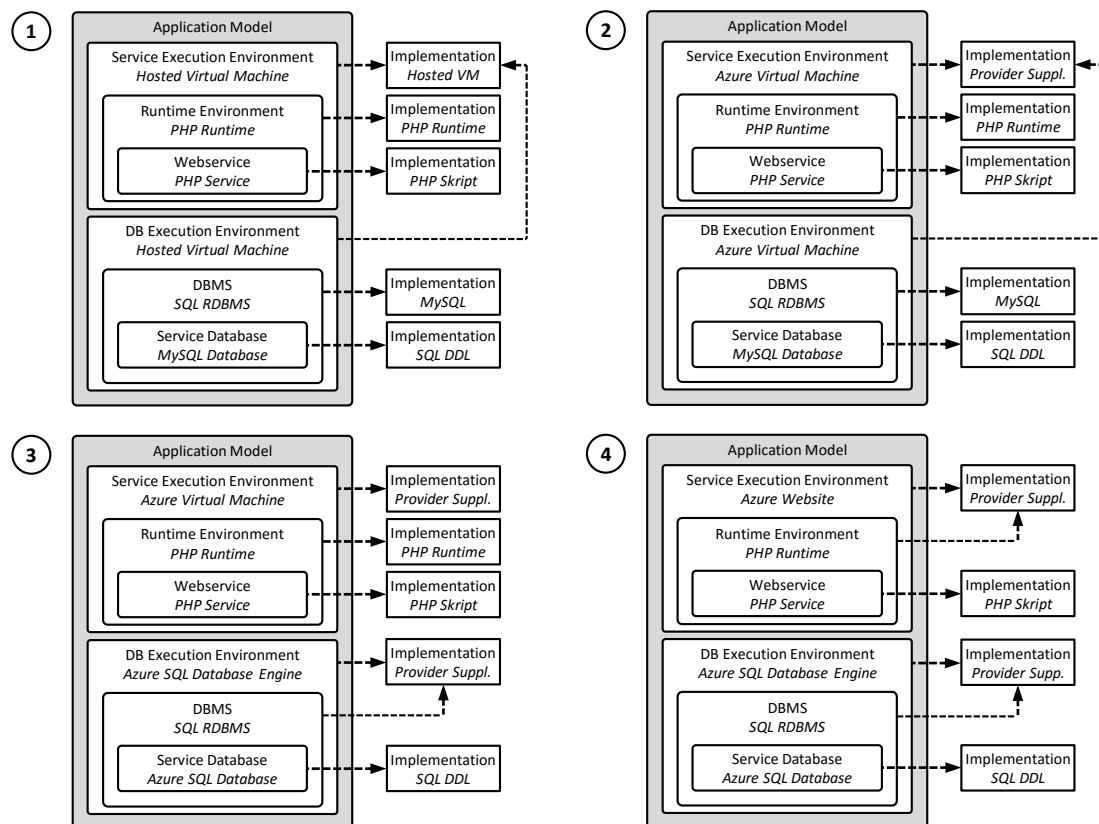 1
Application Model
Service Execution Environment
Hosted Virtual Machine
Implementation
Hosted VM
Runtime Environment
PHP Runtime
Implementation
PHP Runtime
Webservice
PHP Service
Implementation
PHP Skript
DB Execution Environment
Hosted Virtual Machine
DBMS
SQL RDBMS
Implementation
MySQL
Service Database
MySQL Database
Implementation
SQL DDL
2
Application Model
Service Execution Environment
Azure Virtual Machine
Implementation
Provider Suppl.
Runtime Environment
PHP Runtime
Implementation
PHP Runtime
Webservice
PHP Service
Implementation
PHP Skript
DB Execution Environment
Azure Virtual Machine
DBMS
SQL RDBMS
Implementation
MySQL
Service Database
MySQL Database
Implementation
SQL DDL
3
Application Model
Service Execution Environment
Azure Virtual Machine
Implementation
Provider Suppl.
Runtime Environment
PHP Runtime
Implementation
PHP Runtime
Webservice
PHP Service
Implementation
PHP Skript
DB Execution Environment
Azure SQL Database Engine
Implementation
Provider Suppl.
DBMS
SQL RDBMS
Service Database
Azure SQL Database
Implementation
SQL DDL
4
Application Model
Service Execution Environment
Azure Website
Implementation
Provider Suppl.
Runtime Environment
PHP Runtime
Webservice
PHP Service
Implementation
PHP Skript
DB Execution Environment
Azure SQL Database Engine
Implementation
Provider Supp.
DBMS
SQL RDBMS
Service Database
Azure SQL Database
Implementation
SQL DDL